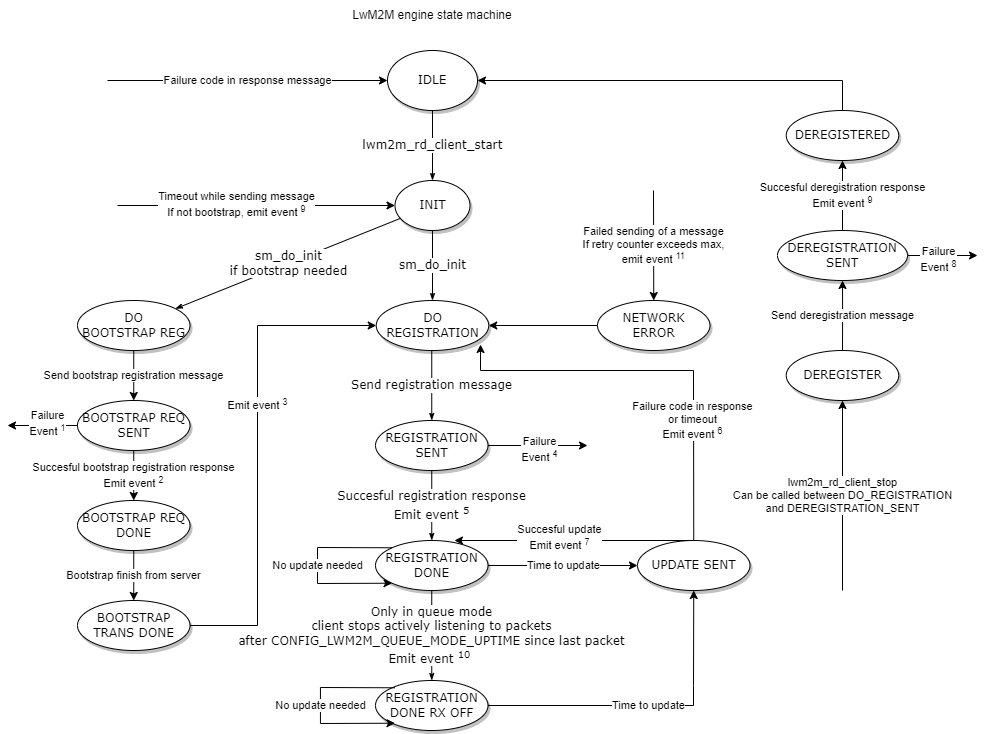 LwM2M engine state machine
Failure code in response message
IDLE
DEREGISTERED
lwm2m_rd_client_start
Succesful deregistration response
Emit event 9
Timeout while sending message
If not bootstrap, emit event 9
INIT
Failed sending of a message
If retry counter exceeds max,
emit event 11
DEREGISTRATION
SENT
Failure
Event 8
sm_do_init
if bootstrap needed
sm_do_init
DO
BOOTSTRAP REG
DO
REGISTRATION
NETWORK
ERROR
Send deregistration message
Send bootstrap registration message
Send registration message
DEREGISTER
Failure
Event 1
BOOTSTRAP REQ
SENT
Emit event 3
Failure code in response
or timeout
Emit event 6
REGISTRATION
SENT
Failure
Event 4
Succesful bootstrap registration response
Emit event 2
lwm2m_rd_client_stop
Can be called between DO_REGISTRATION
and DEREGISTRATION_SENT
Succesful registration response
Emit event 5
BOOTSTRAP REQ
DONE
Succesful update
Emit event 7
No update needed
REGISTRATION
DONE
Time to update
UPDATE SENT
Bootstrap finish from server
BOOTSTRAP
TRANS DONE
Only in queue mode
client stops actively listening to packets
after CONFIG_LWM2M_QUEUE_MODE_UPTIME since last packet
Emit event 10
No update needed
REGISTRATION
DONE RX OFF
Time to update